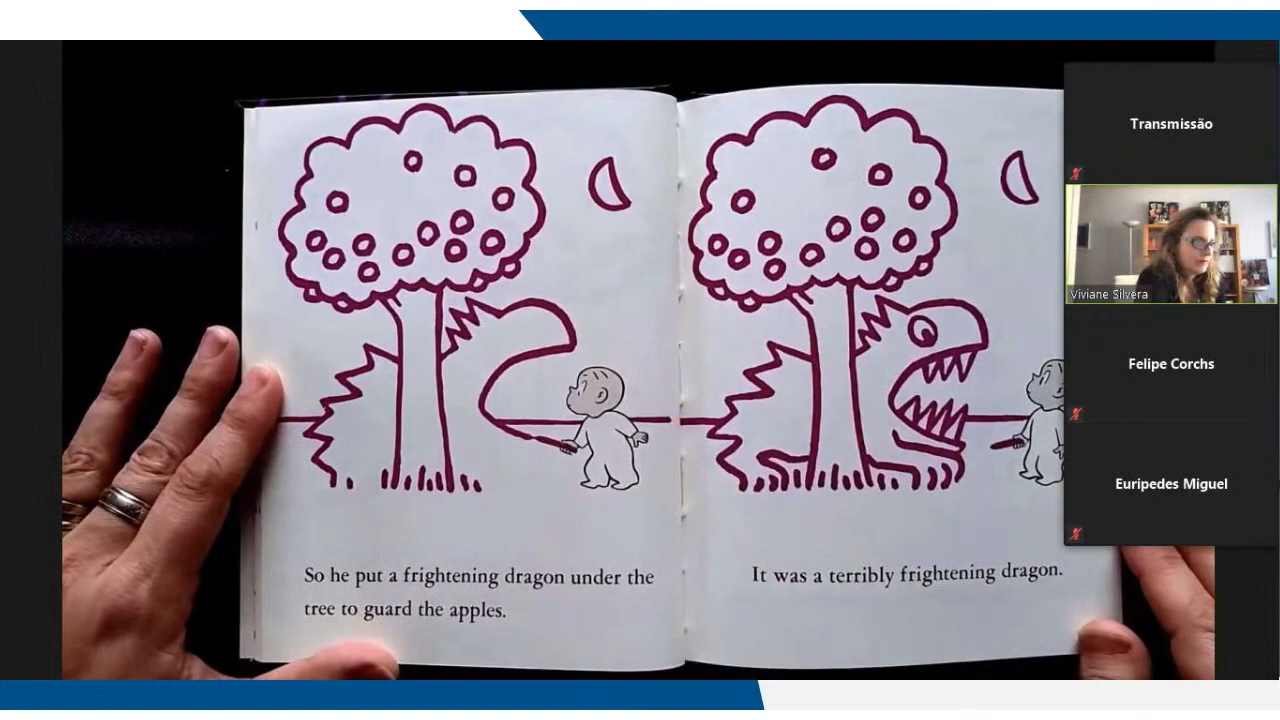 So he put a frightening dragon under the
tree to guard the apples.
It was a terribly frightening dragon.
Transmissão
Viviane Silvera
Felipe Corchs
Euripedes Miguel